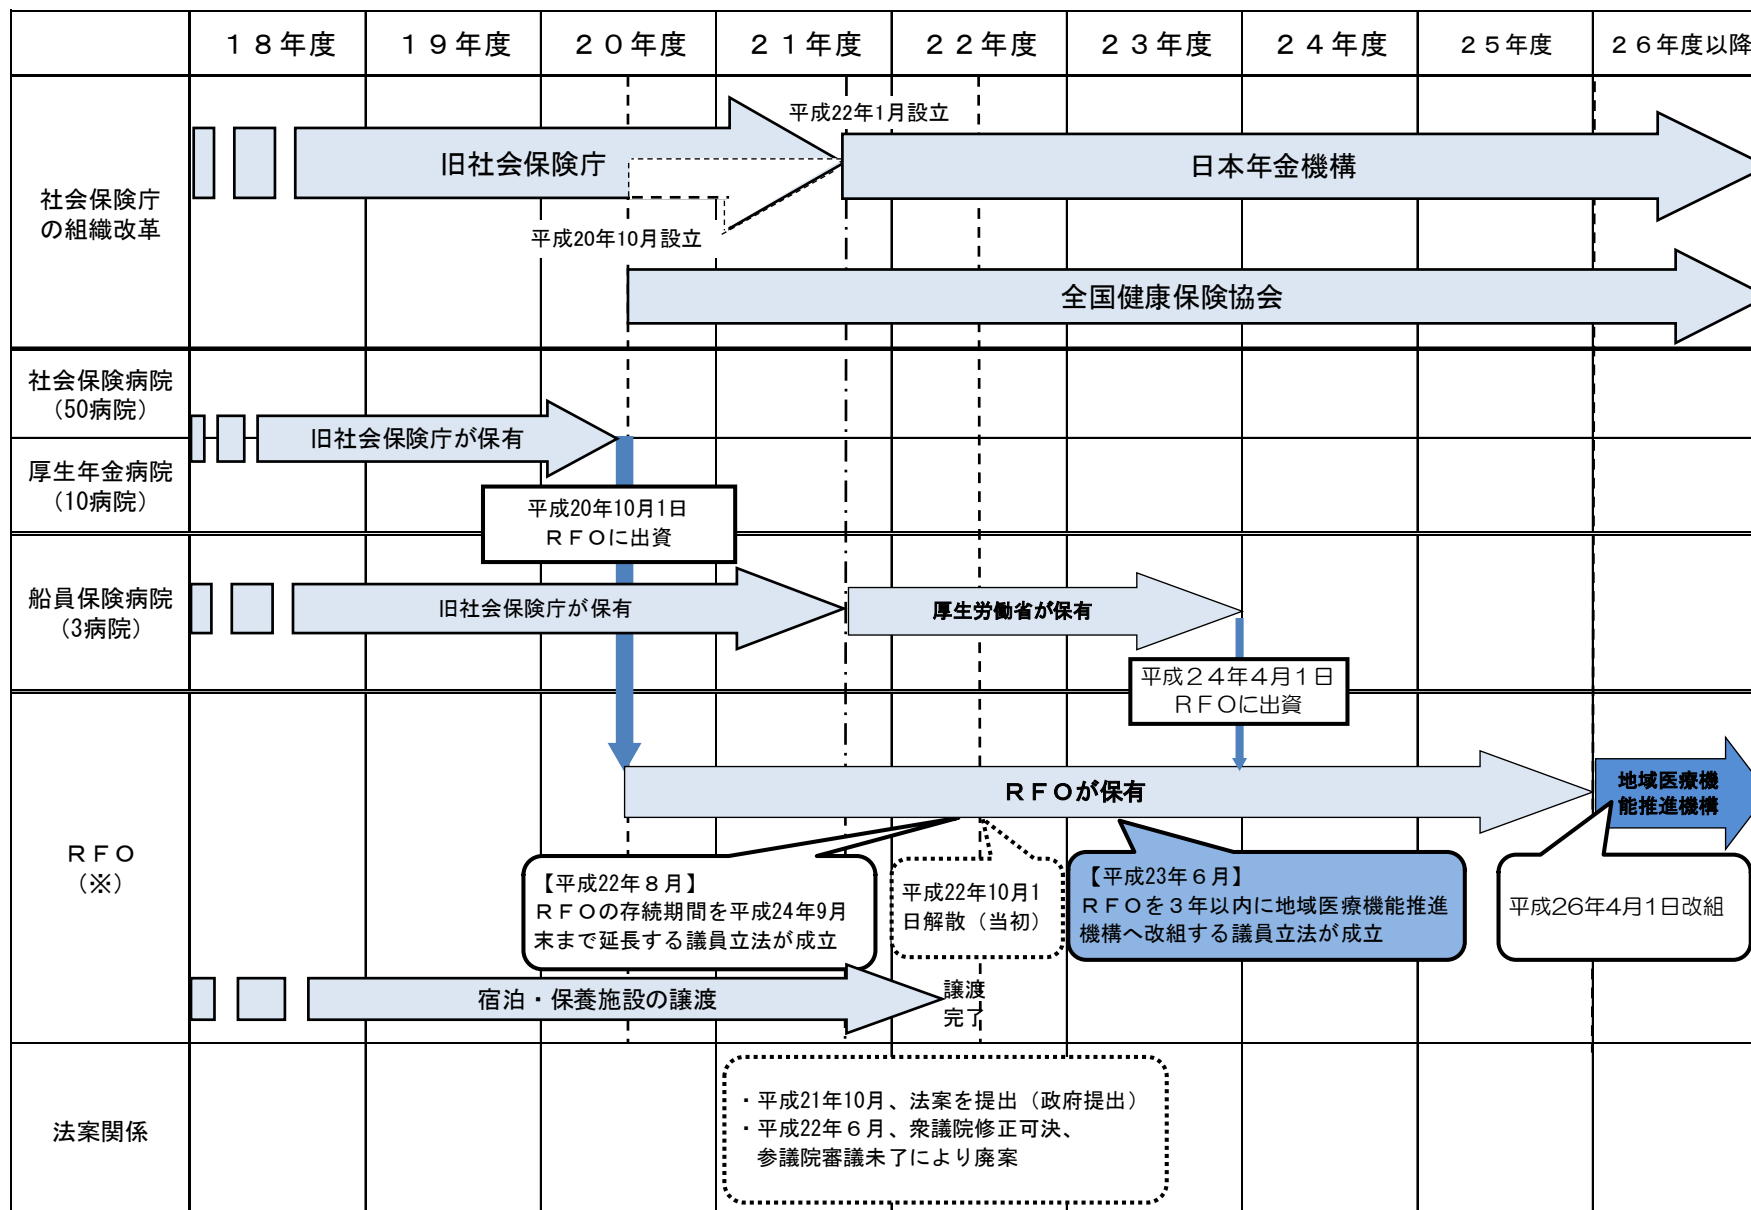 １８年度
１９年度
２０年度
２１年度
２２年度
２３年度
２４年度
２５年度
２６年度以降
社会保険庁
の組織改革
旧社会保険庁
平成22年1月設立
日本年金機構
平成20年10月設立
全国健康保険協会
社会保険病院
（50病院）
厚生年金病院
（10病院）
旧社会保険庁が保有
平成20年10月1日
ＲＦＯに出資
船員保険病院
（3病院）
旧社会保険庁が保有
厚生労働省が保有
平成２４年４月１日
ＲＦＯに出資
ＲＦＯ
（※）
ＲＦＯが保有
地域医療機
能推進機構
【平成22年８月】
ＲＦＯの存続期間を平成24年9月
末まで延長する議員立法が成立
平成22年10月1
日解散（当初）
【平成23年６月】
ＲＦＯを３年以内に地域医療機能推進
機構へ改組する議員立法が成立
平成26年４月１日改組
宿泊・保養施設の譲渡
譲渡
完了
法案関係
・平成21年10月、法案を提出（政府提出）
・平成22年６月、衆議院修正可決、
参議院審議未了により廃案